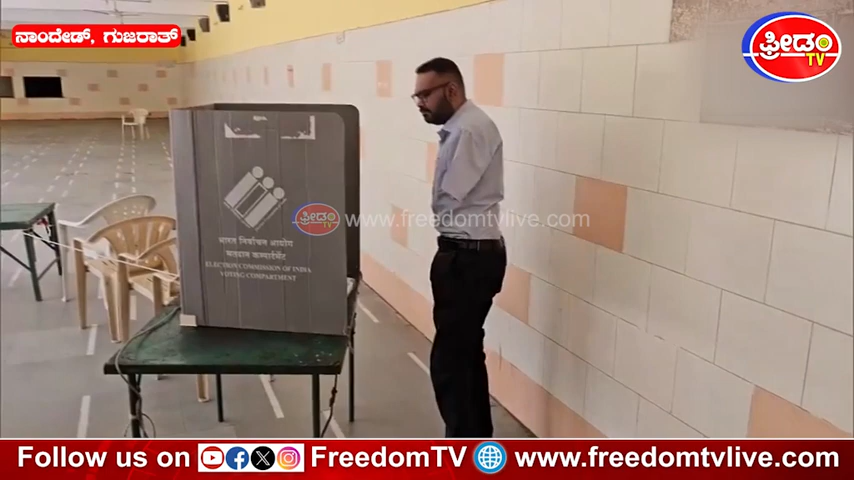 ನಾಂದೇಡ್, ಗುಜರಾತ್
ಫ್ರೀಡಂ
TV
ಫ್ರೀಡಂ
TV
www.freedomtvlive.com
भारत निर्वाचन आयोग
मतदान कम्पार्टमेंट
ELECTION COMMISSION OF INDIA
VOTING COMPARTMENT
Follow us on FreedomTV www.freedomtvlive.com